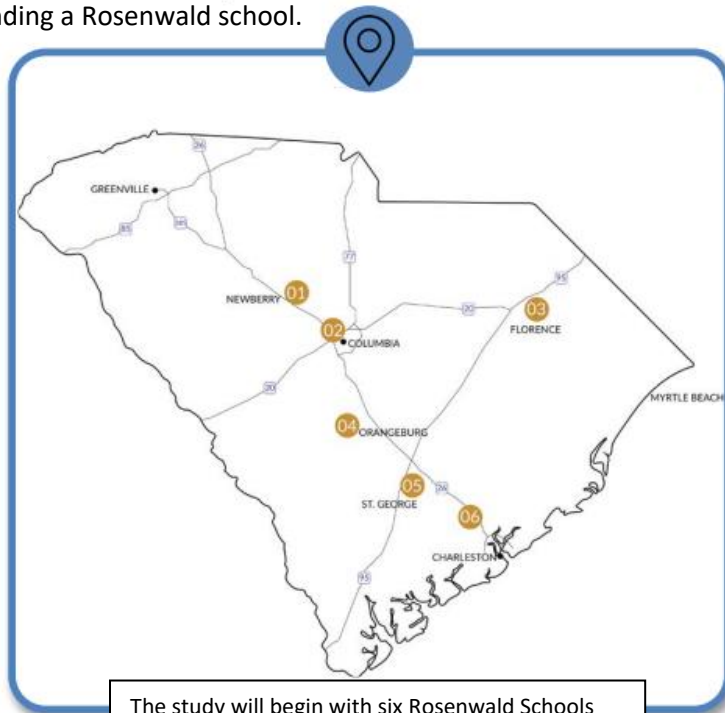 nding a Rosenwald school.
26
GREENVILLE
85
385
77
NEWBERRY 01
95
20
03
02
COLUMBIA
FLORENCE
20
MYRTLE BEACH
04 ORANGEBURG
05
26
ST. GEORGE
06
CHARLESTON
95
The study will begin with six Rosenwald Schools